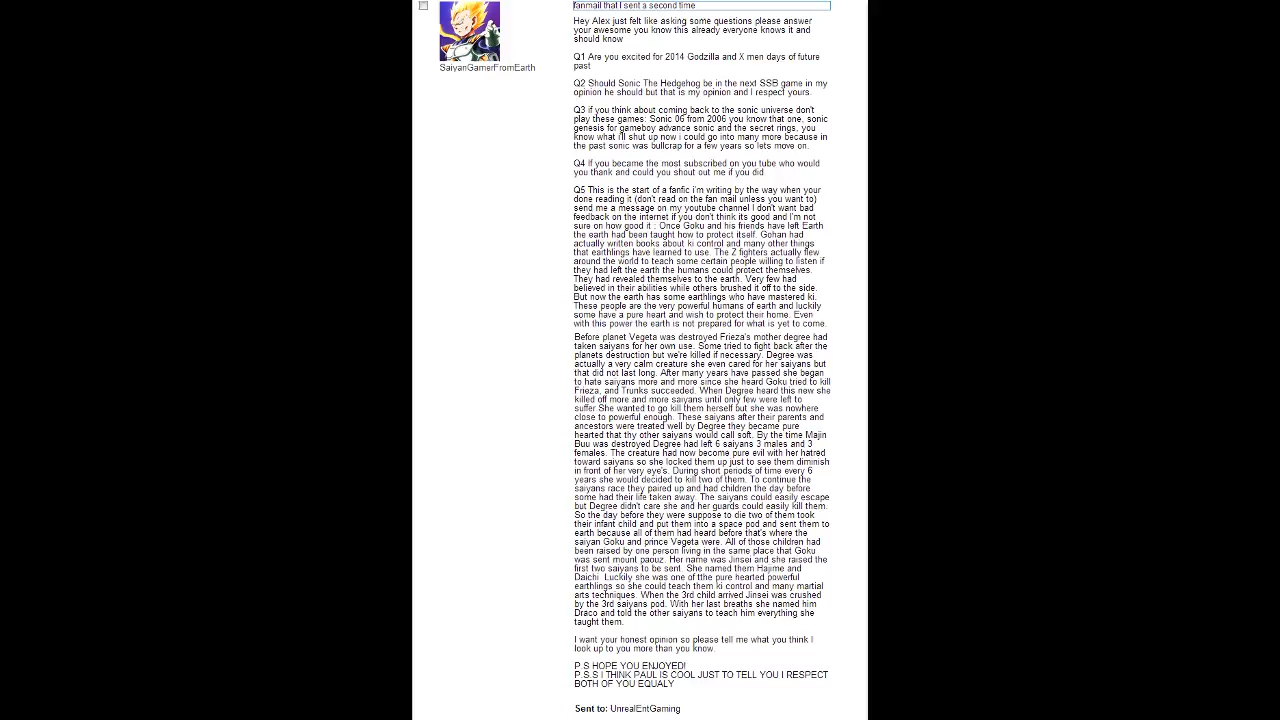 fanmail that I sent a second time
SaiyanGamerFromEarth
Hey Alex just felt like asking some questions please answer
your awesome you know this already everyone knows it and
should know
Q1 Are you excited for 2014 Godzilla and X men days of future
past
Q2 Should Sonic The Hedgehog be in the next SSB game in my
opinion he should but that is my opinion and I respect yours.
Q3 if you think about coming back to the sonic universe don't
play these games: Sonic 06 from 2006 you know that one, sonic
genesis for gameboy advance sonic and the secret rings, you
know what i'll shut up now i could go into many more because in
the past sonic was bullcrap for a few years so lets move on.
Q4 If you became the most subscribed on you tube who would
you thank and could you shout out me if you did.
Q5 This is the start of a fanfic i'm writing by the way when your
done reading it (don't read on the fan mail unless you want to)
send me a message on my youtube channel I don't want bad
feedback on the internet if you don't think its good and I'm not
sure on how good it : Once Goku and his friends have left Earth
the earth had been taught how to protect itself. Gohan had
actually written books about ki control and many other things
that earthlings have learned to use. The Z fighters actually flew
around the world to teach some certain people willing to listen if
they had left the earth the humans could protect themselves.
They had revealed themselves to the earth. Very few had
believed in their abilities while others brushed it off to the side.
But now the earth has some earthlings who have mastered ki.
These people are the very powerful humans of earth and luckily
some have a pure heart and wish to protect their home. Even
with this power the earth is not prepared for what is yet to come.
Before planet Vegeta was destroyed Frieza's mother degree had
taken saiyans for her own use. Some tried to fight back after the
planets destruction but we're killed if necessary. Degree was
actually a very calm creature she even cared for her saiyans but
that did not last long. After many years have passed she began
to hate saiyans more and more since she heard Goku tried to kill
Frieza, and Trunks succeeded. When Degree heard this new she
killed off more and more saiyans until only few were left to
suffer She wanted to go kill them herself but she was nowhere
close to powerful enough. These saiyans after their parents and
ancestors were treated well by Degree they became pure
hearted that thy other saiyans would call soft. By the time Majin
Buu was destroyed Degree had left 6 saiyans 3 males and 3
females. The creature had now become pure evil with her hatred
toward saiyans so she locked them up just to see them diminish
in front of her very eye's. During short periods of time every 6
years she would decided to kill two of them. To continue the
saiyans race they paired up and had children the day before
some had their life taken away. The saiyans could easily escape
but Degree didn't care she and her guards could easily kill them.
So the day before they were suppose to die two of them took
their infant child and put them into a space pod and sent them to
earth because all of them had heard before that's where the
saiyan Goku and prince Vegeta were. All of those children had
been raised by one person living in the same place that Goku
was sent mount paouz. Her name was Jinsei and she raised the
first two saiyans to be sent. She named them Hajime and
Daichi. Luckily she was one of tthe pure hearted powerful
earthlings so she could teach them ki control and many martial
arts techniques. When the 3rd child arrived Jinsei was crushed
by the 3rd saiyans pod. With her last breaths she named him
Draco and told the other saiyans to teach him everything she
taught them.
I want your honest opinion so please tell me what you think I
look up to you more than you know.
P.S HOPE YOU ENJOYED!
P.S.S I THINK PAUL IS COOL JUST TO TELL YOU I RESPECT
BOTH OF YOU EQUALY
Sent to: UnrealEntGaming